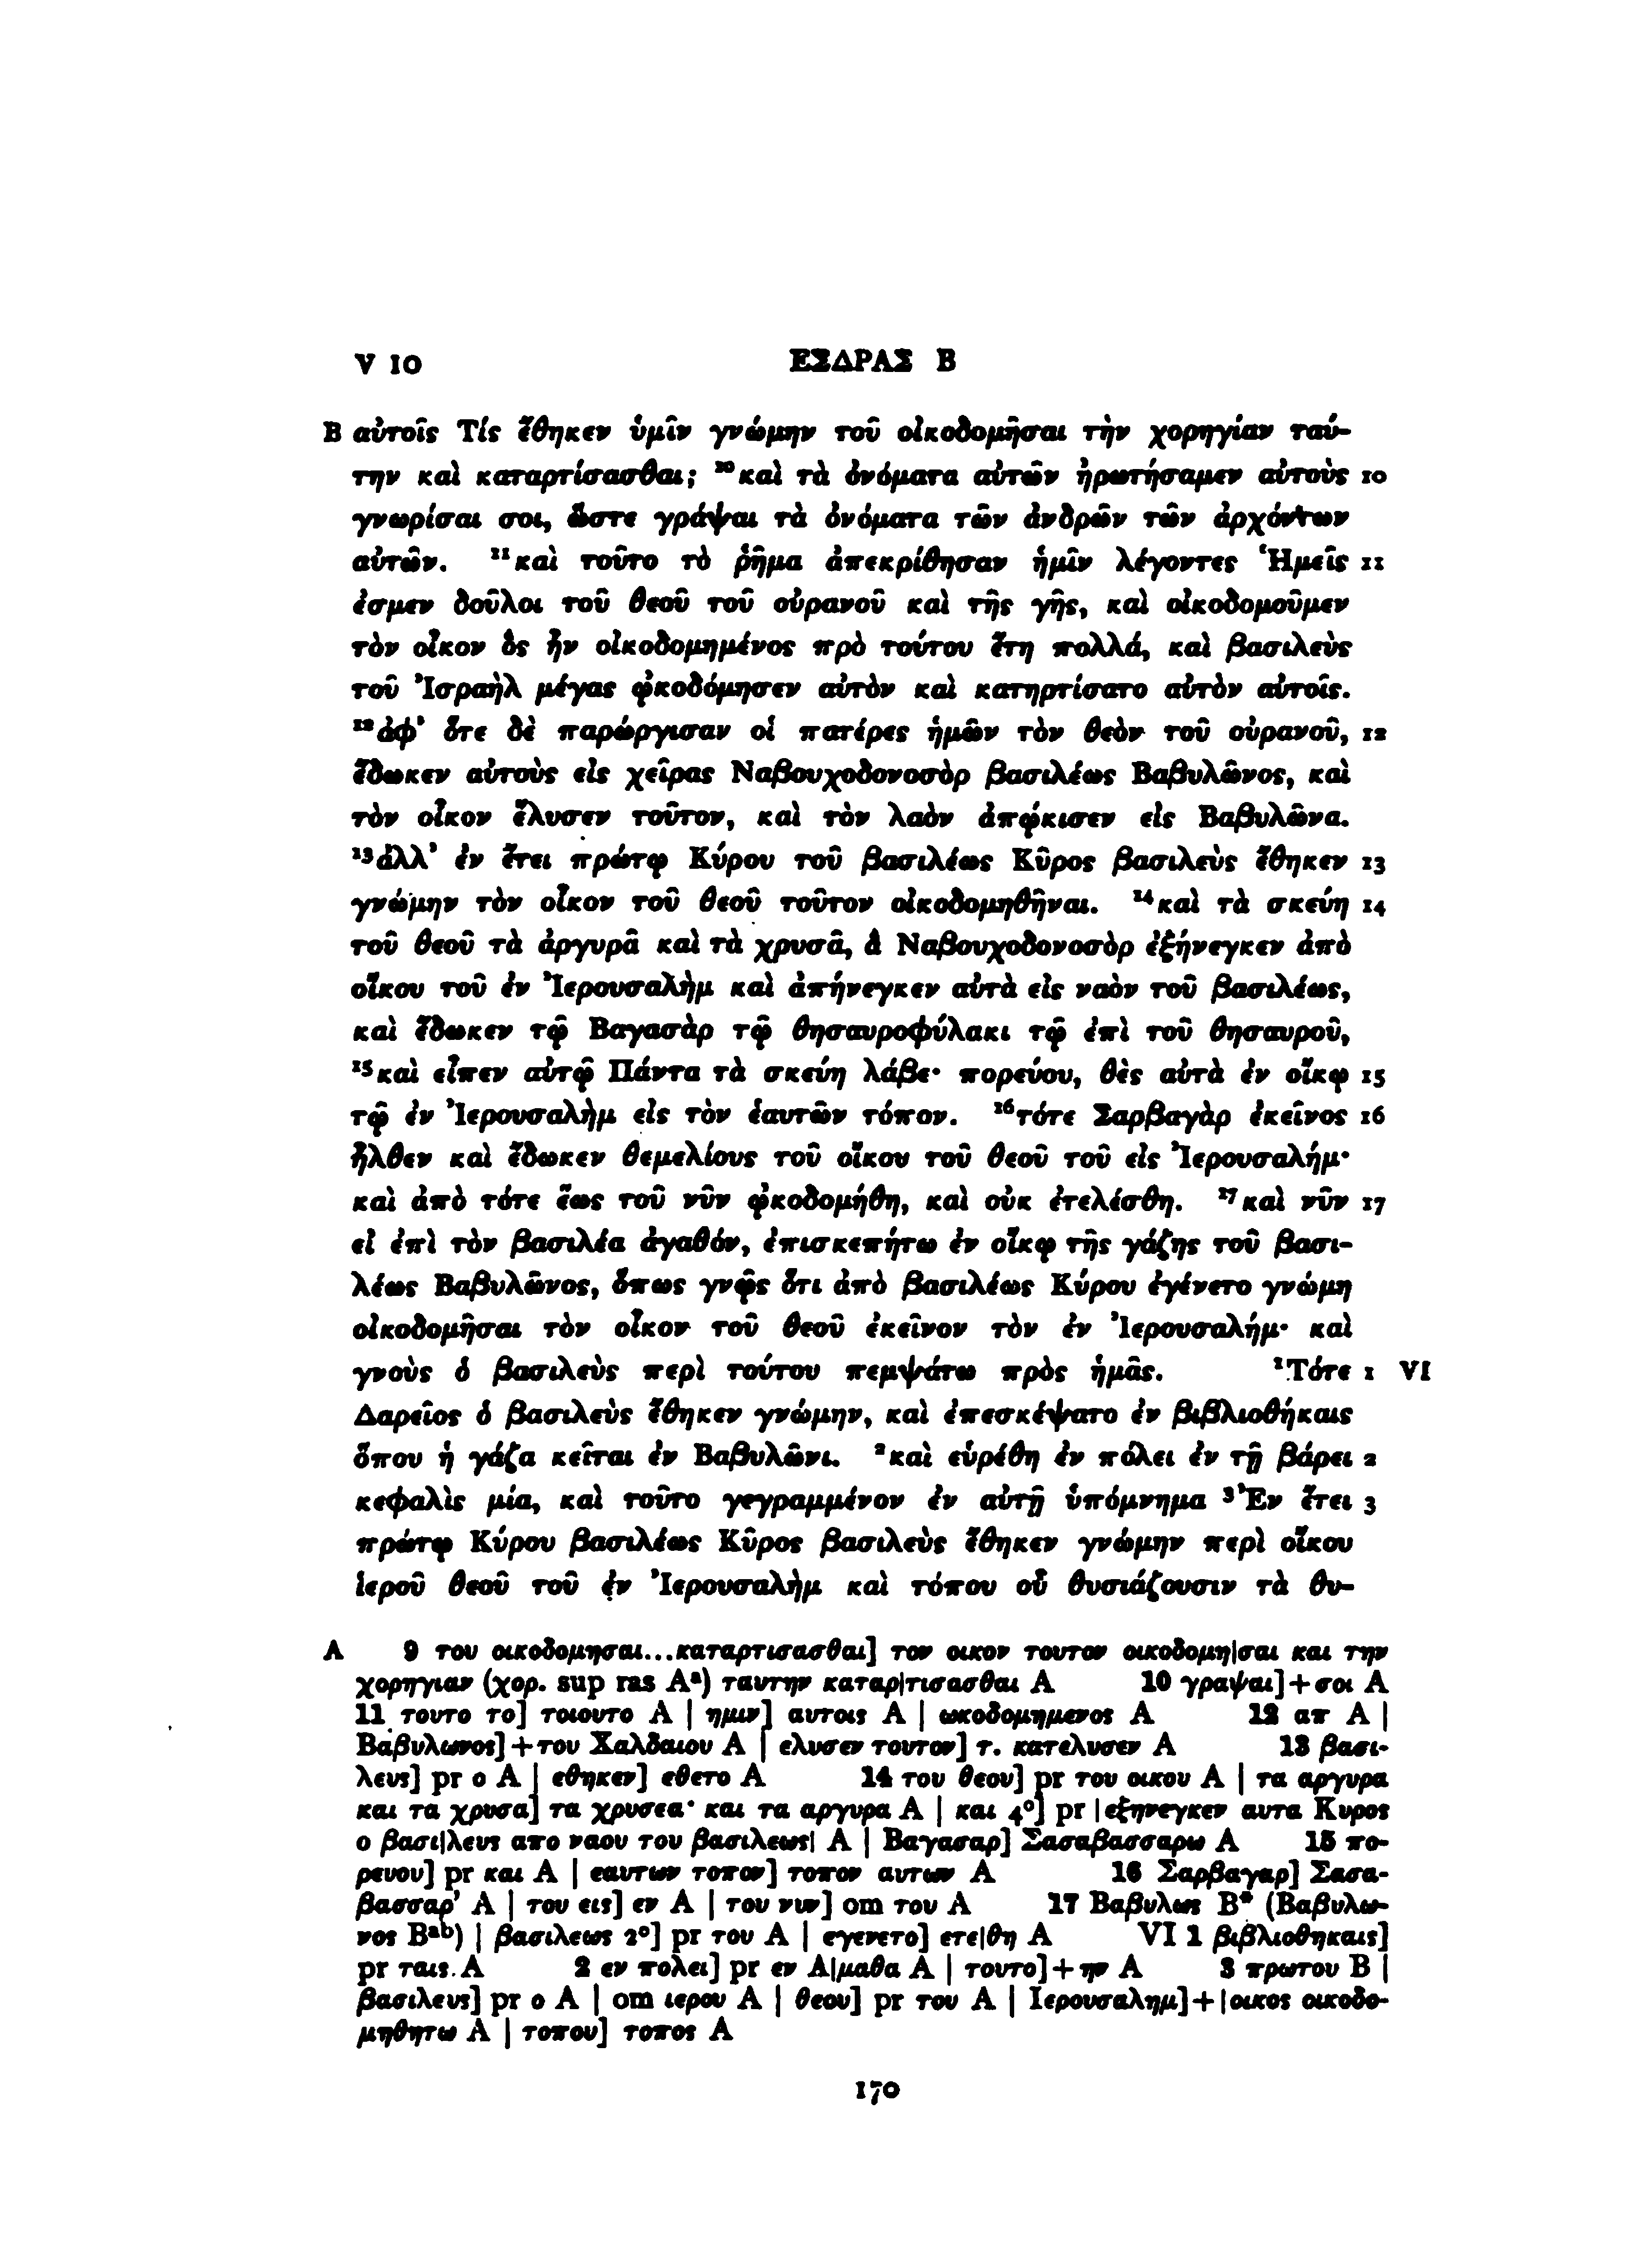 V 10 ΕΣΔΡΑΣ Β
B αὐτοῖς Τίς ἔθηκεν ὑμῖν γνώμην τοῦ οἰκοδομῆσαι τὴν χορηγίαν ταύ-
την καὶ καταρτίσασθαι; ¹⁰καὶ τὰ ὀνόματα αὐτῶν ἠρωτήσαμεν αὐτοὺς 10
γνωρίσαι σοι, ὥστε γράψαι τὰ ὀνόματα τῶν ἀνδρῶν τῶν ἀρχόντων
αὐτῶν. ¹¹καὶ τοῦτο τὸ ῥῆμα ἀπεκρίθησαν ἡμῖν λέγοντες Ἡμεῖς 11
ἐσμεν δοῦλοι τοῦ θεοῦ τοῦ οὐρανοῦ καὶ τῆς γῆς, καὶ οἰκοδομοῦμεν
τὸν οἶκον ὃς ἦν οἰκοδομημένος πρὸ τούτου ἔτη πολλά, καὶ βασιλεὺς
τοῦ Ἰσραὴλ μέγας ᾠκοδόμησεν αὐτὸν καὶ κατηρτίσατο αὐτὸν αὐτοῖς.
¹²ἀφ᾽ ὅτε δὲ παρώργισαν οἱ πατέρες ἡμῶν τὸν θεὸν τοῦ οὐρανοῦ, 12
ἔδωκεν αὐτοὺς εἰς χεῖρας Ναβουχοδονοσὸρ βασιλέως Βαβυλῶνος, καὶ
τὸν οἶκον ἔλυσεν τοῦτον, καὶ τὸν λαὸν ἀπῴκισεν εἰς Βαβυλῶνα.
¹³ἀλλ᾽ ἐν ἔτει πρώτῳ Κύρου τοῦ βασιλέως Κῦρος βασιλεὺς ἔθηκεν 13
γνώμην τὸν οἶκον τοῦ θεοῦ τοῦτον οἰκοδομηθῆναι. ¹⁴καὶ τὰ σκεύη 14
τοῦ θεοῦ τὰ ἀργυρᾶ καὶ τὰ χρυσᾶ, ἃ Ναβουχοδονοσὸρ ἐξήνεγκεν ἀπὸ
οἴκου τοῦ ἐν Ἰερουσαλὴμ καὶ ἀπήνεγκεν αὐτὰ εἰς ναὸν τοῦ βασιλέως,
καὶ ἔδωκεν τῷ Βαγασὰρ τῷ θησαυροφύλακι τῷ ἐπὶ τοῦ θησαυροῦ,
¹⁵καὶ εἶπεν αὐτῷ Πάντα τὰ σκεύη λάβε· πορεύου, θὲς αὐτὰ ἐν οἴκῳ 15
τῷ ἐν Ἰερουσαλὴμ εἰς τὸν ἑαυτῶν τόπον. ¹⁶τότε Σαρβαγὰρ ἐκεῖνος 16
ἦλθεν καὶ ἔδωκεν θεμελίους τοῦ οἴκου τοῦ θεοῦ τοῦ εἰς Ἰερουσαλήμ·
καὶ ἀπὸ τότε ἕως τοῦ νῦν ᾠκοδομήθη, καὶ οὐκ ἐτελέσθη. ¹⁷καὶ νῦν 17
εἰ ἐπὶ τὸν βασιλέα ἀγαθόν, ἐπισκεπήτω ἐν οἴκῳ τῆς γάζης τοῦ βασι-
λέως Βαβυλῶνος, ὅπως γνῷς ὅτι ἀπὸ βασιλέως Κύρου ἐγένετο γνώμη
οἰκοδομῆσαι τὸν οἶκον τοῦ θεοῦ ἐκεῖνον τὸν ἐν Ἰερουσαλήμ· καὶ
γνοὺς ὁ βασιλεὺς περὶ τούτου πεμψάτω πρὸς ἡμᾶς. ¹Τότε 1 VI
Δαρεῖος ὁ βασιλεὺς ἔθηκεν γνώμην, καὶ ἐπεσκέψατο ἐν βιβλιοθήκαις
ὅπου ἡ γάζα κεῖται ἐν Βαβυλῶνι. ²καὶ εὑρέθη ἐν πόλει ἐν τῇ βάρει 2
κεφαλὶς μία, καὶ τοῦτο γεγραμμένον ἐν αὐτῇ ὑπόμνημα ³Ἐν ἔτει 3
πρώτῳ Κύρου βασιλέως Κῦρος βασιλεὺς ἔθηκεν γνώμην περὶ οἴκου
ἱεροῦ θεοῦ τοῦ ἐν Ἰερουσαλὴμ καὶ τόπου οὗ θυσιάζουσιν τὰ θυ-
A 9 του οικοδομησαι...καταρτισασθαι] τον οικον τουτον οικοδομη|σαι και την
χορηγιαν (χορ. sup ras Aᵃ) ταυτην καταρ|τισασθαι A 10 γραψαι]+σοι A
11 τουτο το] τοιουτο A | ημιν] αυτοις A | ωκοδομημενος A 12 απ A |
Βαβυλωνος]+του Χαλδαιου A | ελυσεν τουτον] τ. κατελυσεν A 13 βασι-
λευς] pr ο A | εθηκεν] εθετο A 14 του θεου] pr του οικου A | τα αργυρα
και τα χρυσα] τα χρυσεα· και τα αργυρα A | και 4°] pr |εξηνεγκεν αυτα Κυρος
ο βασι|λευς απο ναου του βασιλεως| A | Βαγασαρ] Σασαβασσαρω A 15 πο-
ρευου] pr και A | εαυτων τοπον] τοπον αυτων A 16 Σαρβαγαρ] Σασα-
βασσαρ᾽ A | του εις] εν A | του νυν] om του A 17 Βαβυλως B* (Βαβυλω-
νος Bᵃᵇ) | βασιλεως 2°] pr του A | εγενετο] ετε|θη A VI 1 βιβλιοθηκαις]
pr ταις A 2 εν πολει] pr εν Α|μαθα A | τουτο]+ην A 3 πρωτου B |
βασιλευς] pr ο A | om ιερου A | θεου] pr του A | Ιερουσαλημ]+|οικος οικοδο-
μηθητω A | τοπου] τοπος A
170